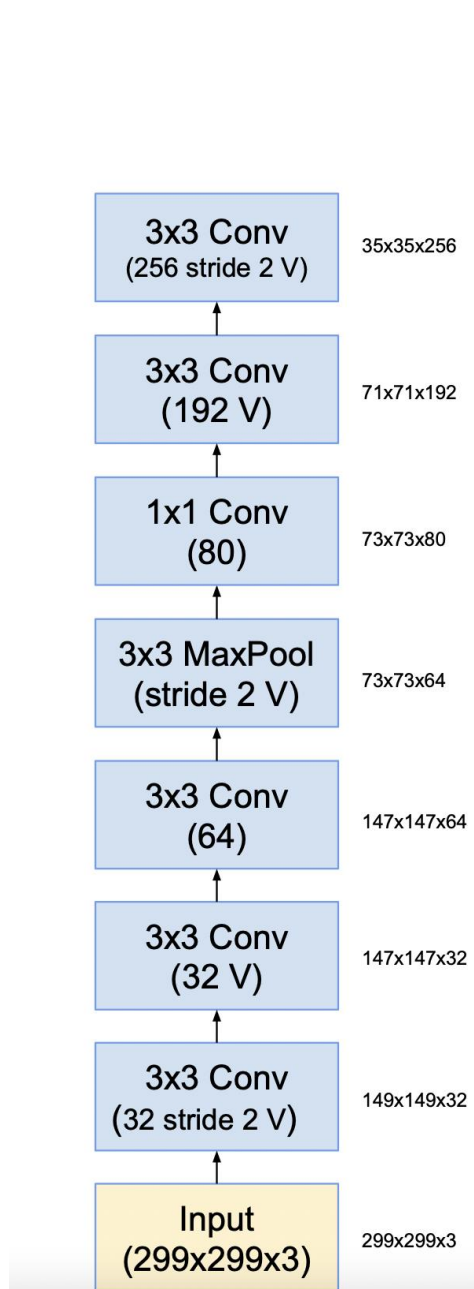 3x3 Conv
(256 stride 2 V)
35x35x256
3x3 Conv
(192 V)
71x71x192
1x1 Conv
(80)
73x73x80
3x3 MaxPool
(stride 2 V)
73x73x64
3x3 Conv
(64)
147x147x64
3x3 Conv
(32 V)
147x147x32
3x3 Conv
(32 stride 2 V)
149x149x32
Input
(299x299x3)
299x299x3